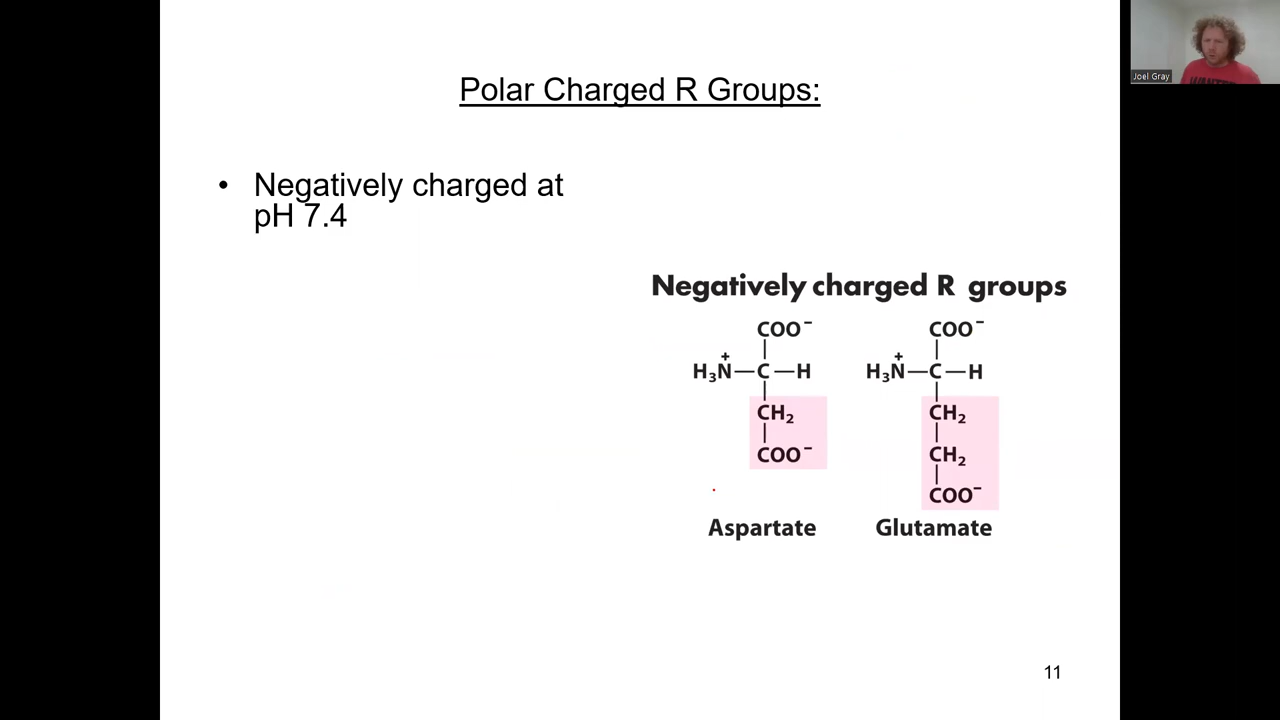 Joel Gray
Polar Charged R Groups:
• Negatively charged at
pH 7.4
Negatively charged R groups
COO⁻ COO⁻
H₃N⁺—C—H H₃N⁺—C—H
CH₂ CH₂
COO⁻ CH₂
COO⁻
Aspartate Glutamate
11